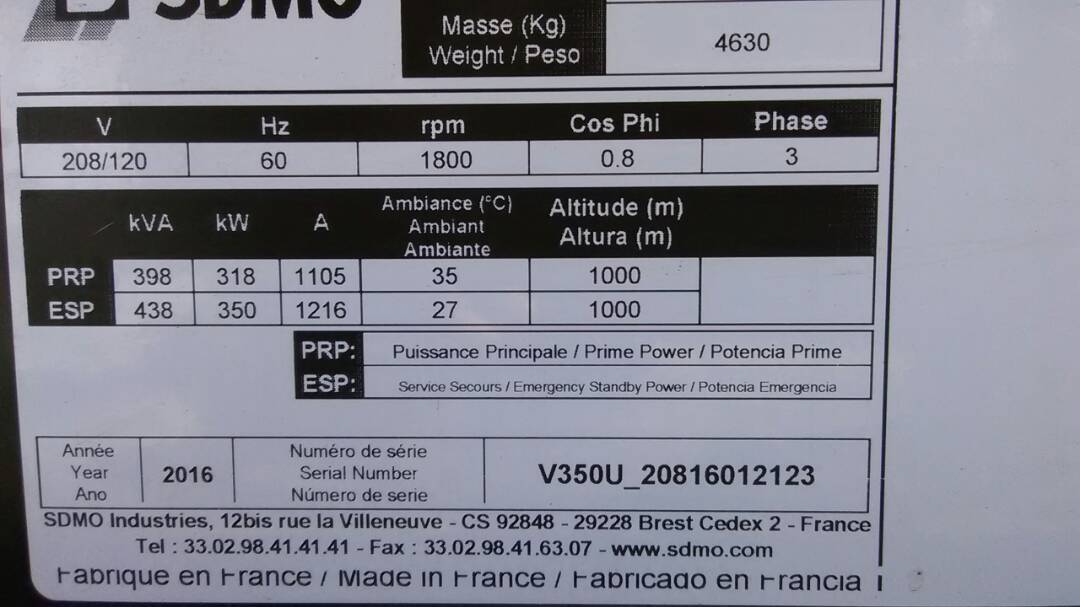 SDMO
Masse (Kg)
Weight / Peso
4630
V Hz rpm Cos Phi Phase
208/120 60 1800 0.8 3
kVA kW A Ambiance (°C) Altitude (m)
Ambiant Altura (m)
Ambiante
PRP 398 318 1105 35 1000
ESP 438 350 1216 27 1000
PRP: Puissance Principale / Prime Power / Potencia Prime
ESP: Service Secours / Emergency Standby Power / Potencia Emergencia
Année Numéro de série
Year 2016 Serial Number V350U_20816012123
Ano Número de serie
SDMO Industries, 12bis rue la Villeneuve - CS 92848 - 29228 Brest Cedex 2 - France
Tel : 33.02.98.41.41.41 - Fax : 33.02.98.41.63.07 - www.sdmo.com
Fabrique en France / Made in France / Fabricado en Francia